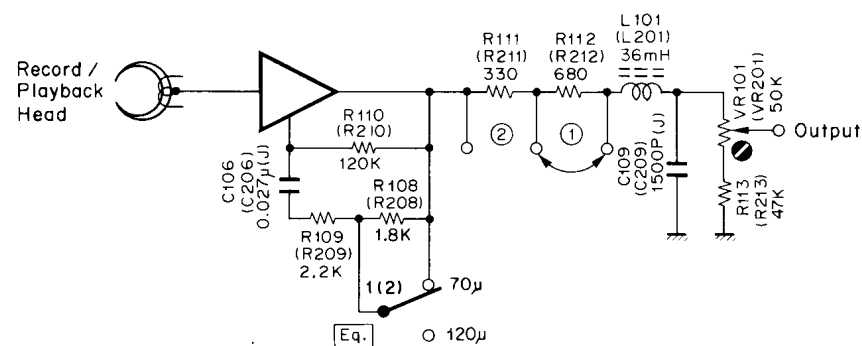 Record /
Playback
Head
R110
(R210)
120K
C106
(C206)
0.027μ(J)
R109
(R209)
2.2K
R108
(R208)
1.8K
1(2)
70μ
Eq.
120μ
R111
(R211)
330
②
R112
(R212)
680
①
L101
(L201)
36mH
C109
(C209)
1500P(J)
VR101
(VR201)
50K
Output
R113
(R213)
47K